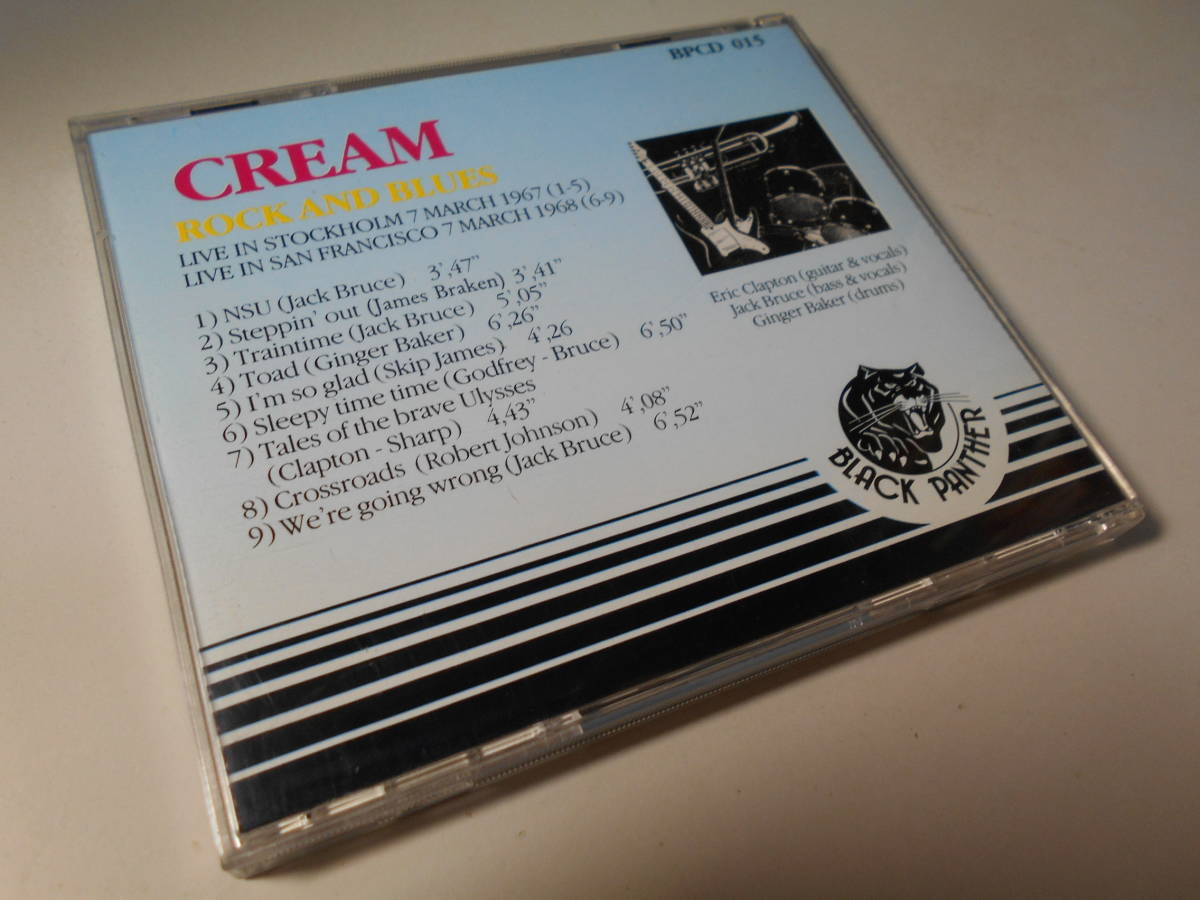 BPCD 015
CREAM
ROCK AND BLUES
LIVE IN STOCKHOLM 7 MARCH 1967 (1-5)
LIVE IN SAN FRANCISCO 7 MARCH 1968 (6-9)
1) NSU (Jack Bruce) 3',47"
2) Steppin' out (James Braken) 3',41"
3) Traintime (Jack Bruce) 5',05"
4) Toad (Ginger Baker) 6',26"
5) I'm so glad (Skip James) 4',26
6) Sleepy time time (Godfrey - Bruce) 6',50"
7) Tales of the brave Ulysses
(Clapton - Sharp) 4,43"
8) Crossroads (Robert Johnson) 4',08"
9) We're going wrong (Jack Bruce) 6',52"
Eric Clapton (guitar & vocals)
Jack Bruce (bass & vocals)
Ginger Baker (drums)
BLACK PANTHER